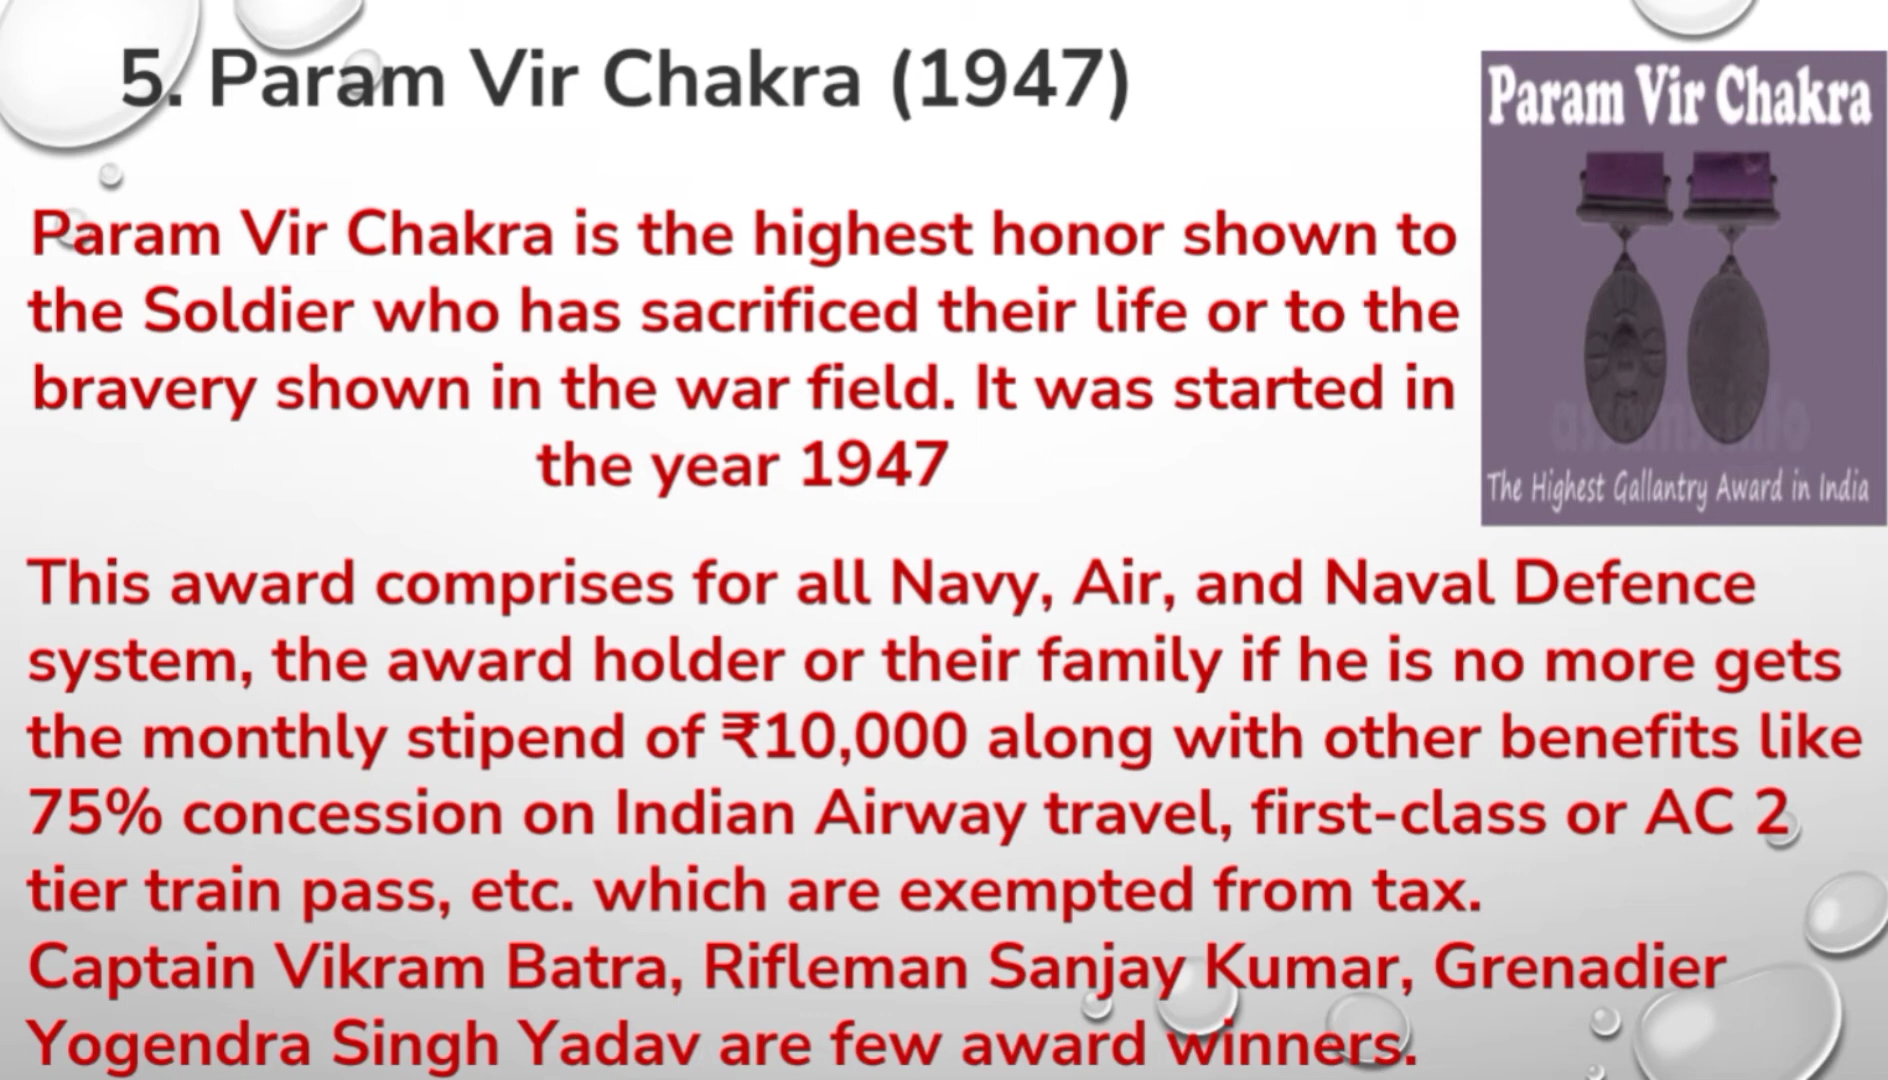 5. Param Vir Chakra (1947)
Param Vir Chakra
Param Vir Chakra is the highest honor shown to
the Soldier who has sacrificed their life or to the
bravery shown in the war field. It was started in
the year 1947
The Highest Gallantry Award in India
This award comprises for all Navy, Air, and Naval Defence
system, the award holder or their family if he is no more gets
the monthly stipend of ₹10,000 along with other benefits like
75% concession on Indian Airway travel, first-class or AC 2
tier train pass, etc. which are exempted from tax.
Captain Vikram Batra, Rifleman Sanjay Kumar, Grenadier
Yogendra Singh Yadav are few award winners.